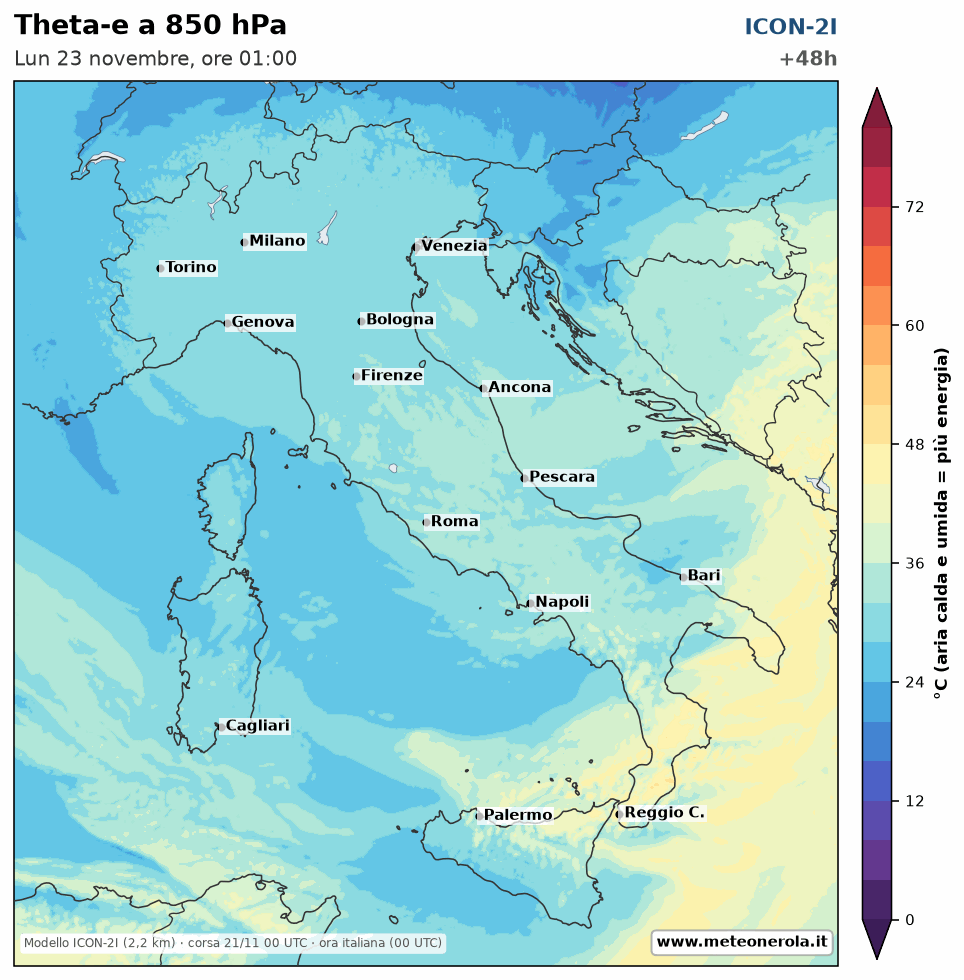 Theta-e a 850 hPa
ICON-2I
Lun 23 novembre, ore 01:00
+48h
Milano
Venezia
Torino
Genova
Bologna
Firenze
Ancona
Pescara
Roma
Bari
Napoli
Cagliari
Palermo
Reggio C.
72
60
48
36
24
12
0
°C (aria calda e umida = più energia)
Modello ICON-2I (2,2 km) · corsa 21/11 00 UTC · ora italiana (00 UTC)
www.meteonerola.it